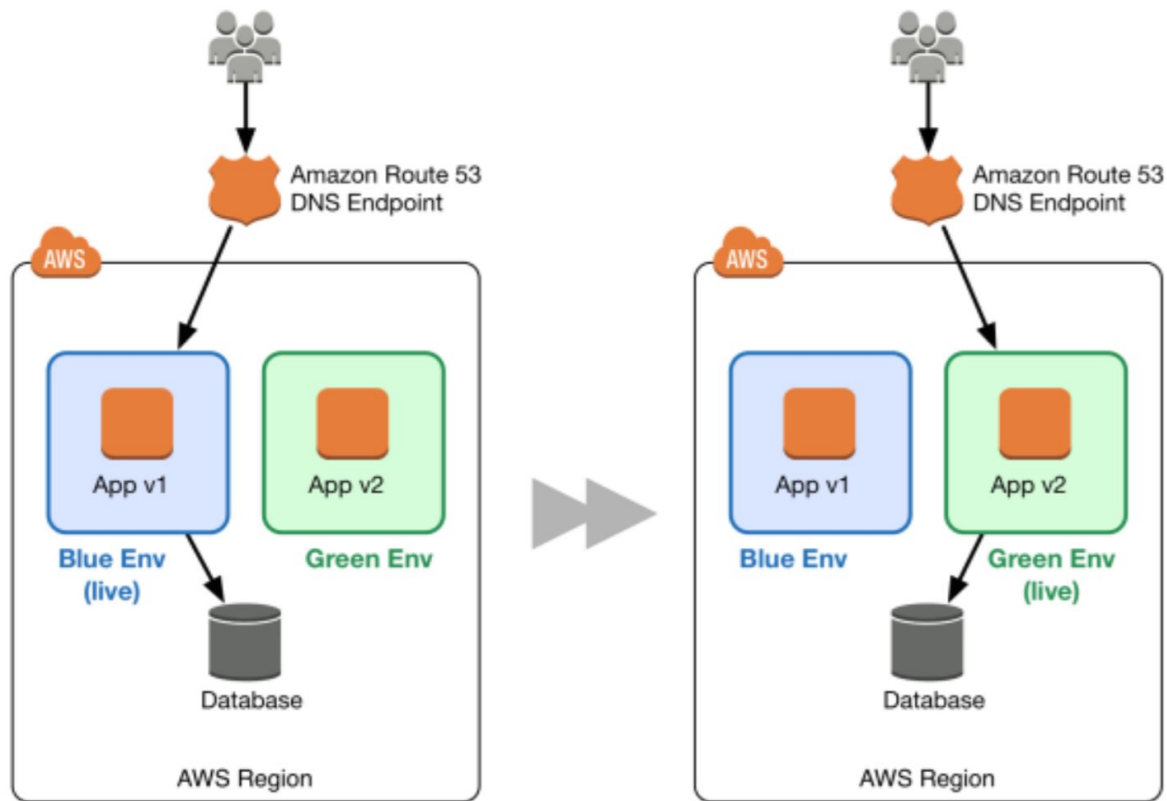 Amazon Route 53
DNS Endpoint
AWS
App v1
App v2
Blue Env
(live)
Green Env
Database
AWS Region
Amazon Route 53
DNS Endpoint
AWS
App v1
App v2
Blue Env
Green Env
(live)
Database
AWS Region